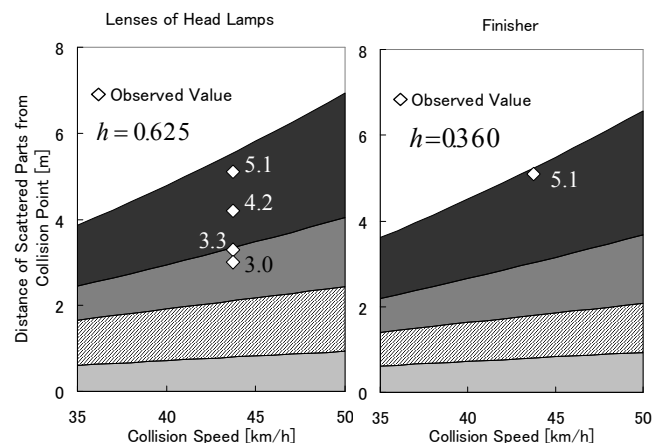 Lenses of Head Lamps
Distance of Scattered Parts from
Collision Point [m]
8
6
4
2
0
◇ Observed Value
h = 0.625
5.1
4.2
3.3
3.0
35 40 45 50
Collision Speed [km/h]
Finisher
8
6
4
2
0
◇ Observed Value
h=0.360
5.1
35 40 45 50
Collision Speed [km/h]